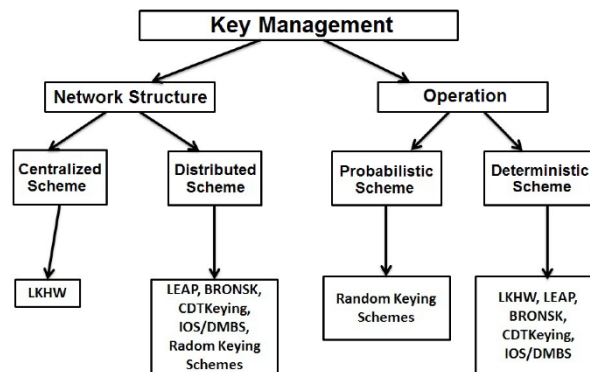 Key Management
Network Structure
Operation
Centralized
Scheme
Distributed
Scheme
Probabilistic
Scheme
Deterministic
Scheme
LKHW
LEAP, BRONSK,
CDTKeying,
IOS/DMBS,
Radom Keying
Schemes
Random Keying
Schemes
LKHW, LEAP,
BRONSK,
CDTKeying,
IOS/DMBS